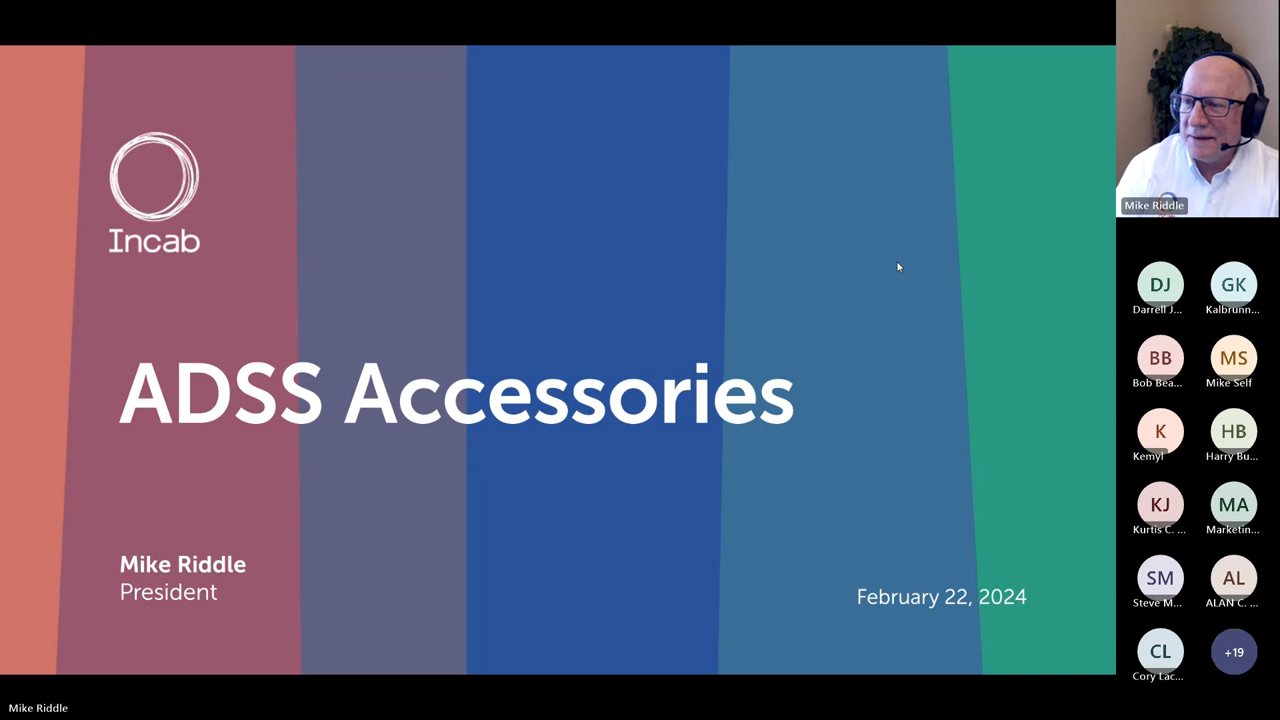 Incab
ADSS Accessories
Mike Riddle
President
February 22, 2024
Mike Riddle
DJ
Darrell J...
GK
Kalbrunn...
BB
Bob Bea...
MS
Mike Self
K
Kemyl
HB
Harry Bu...
KJ
Kurtis C. ...
MA
Marketin...
SM
Steve M...
AL
ALAN C. ...
CL
Cory Lac...
+19
Mike Riddle